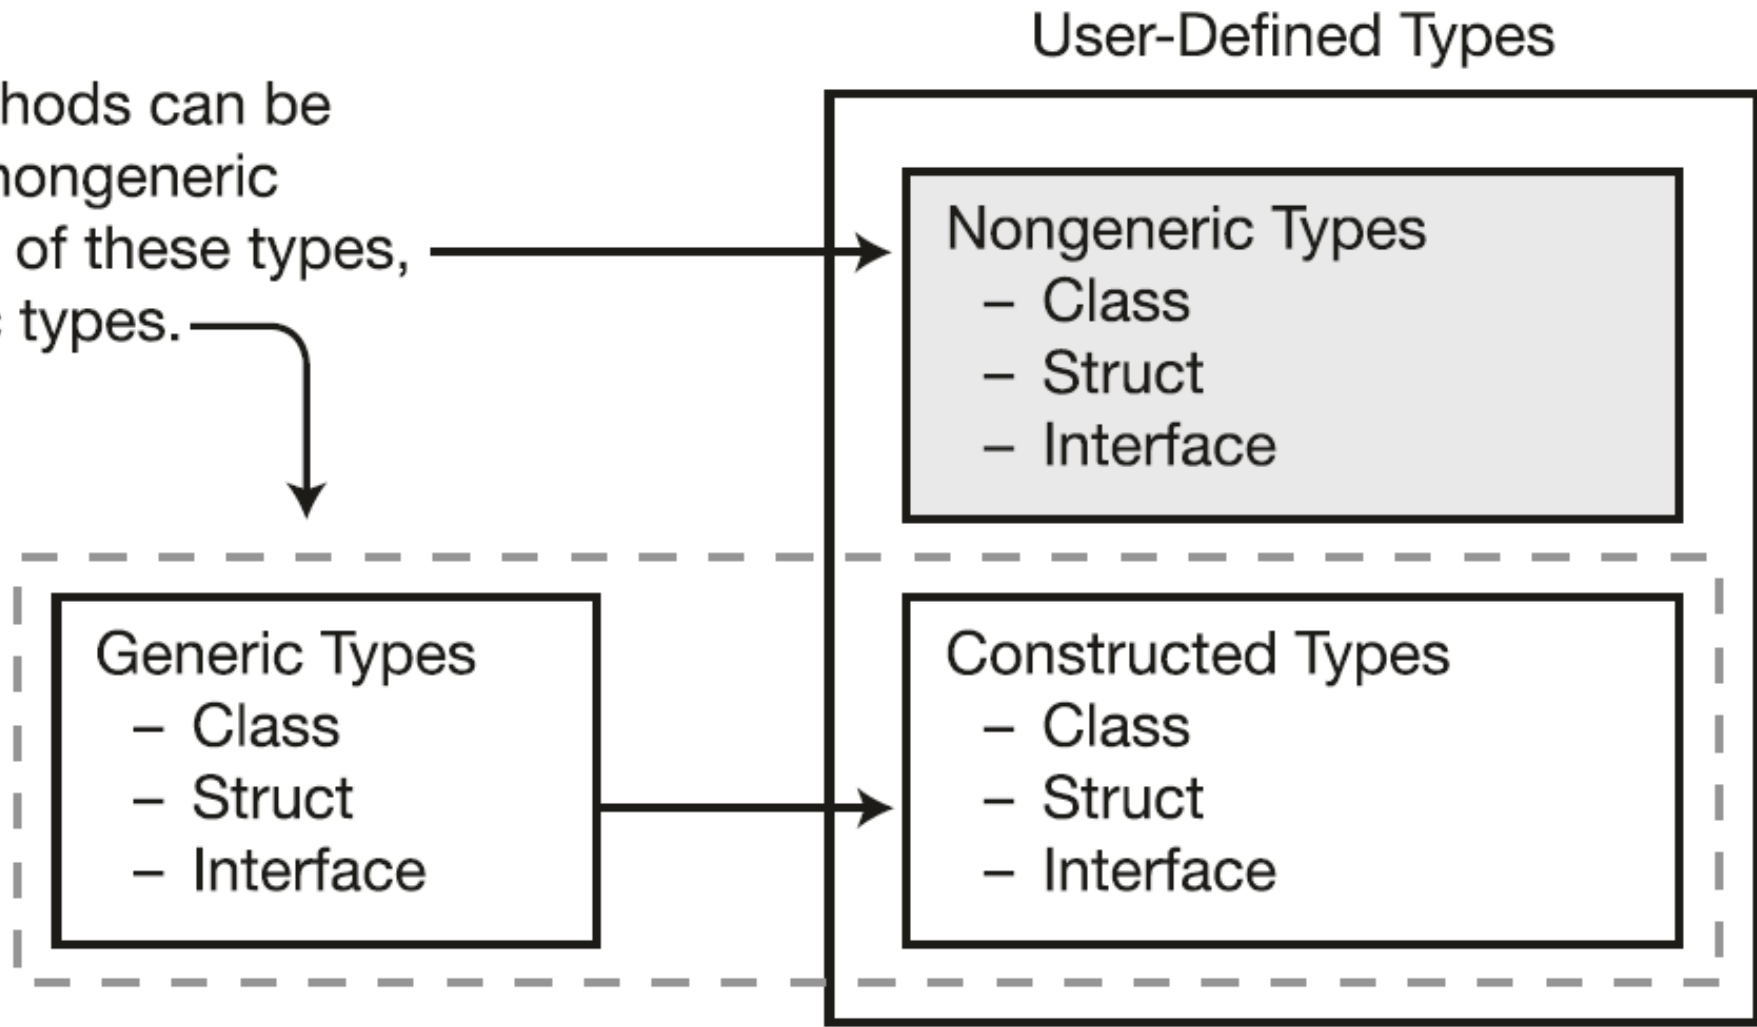 User-Defined Types
hods can be
nongeneric
of these types,
types.
Nongeneric Types
– Class
– Struct
– Interface
Generic Types
– Class
– Struct
– Interface
Constructed Types
– Class
– Struct
– Interface